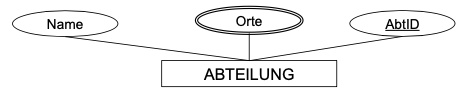 Name
Orte
AbtID
ABTEILUNG